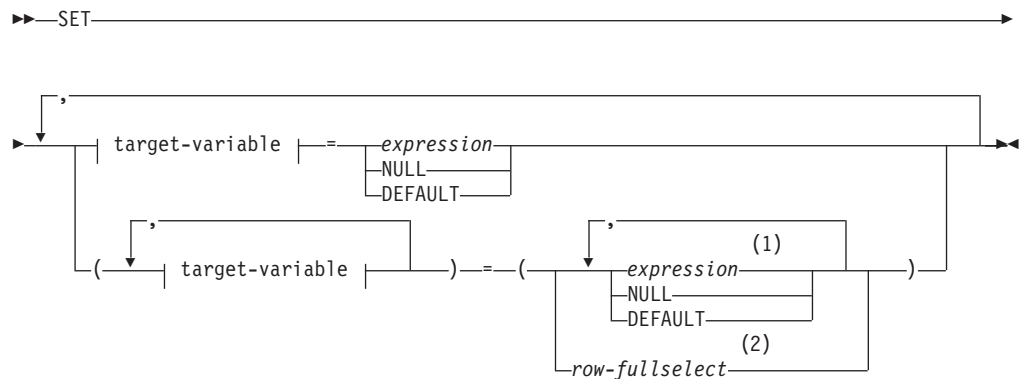 SET
,
target-variable = expression
NULL
DEFAULT
, ,
(1)
( target-variable ) = ( expression )
NULL
DEFAULT
(2)
row-fullselect